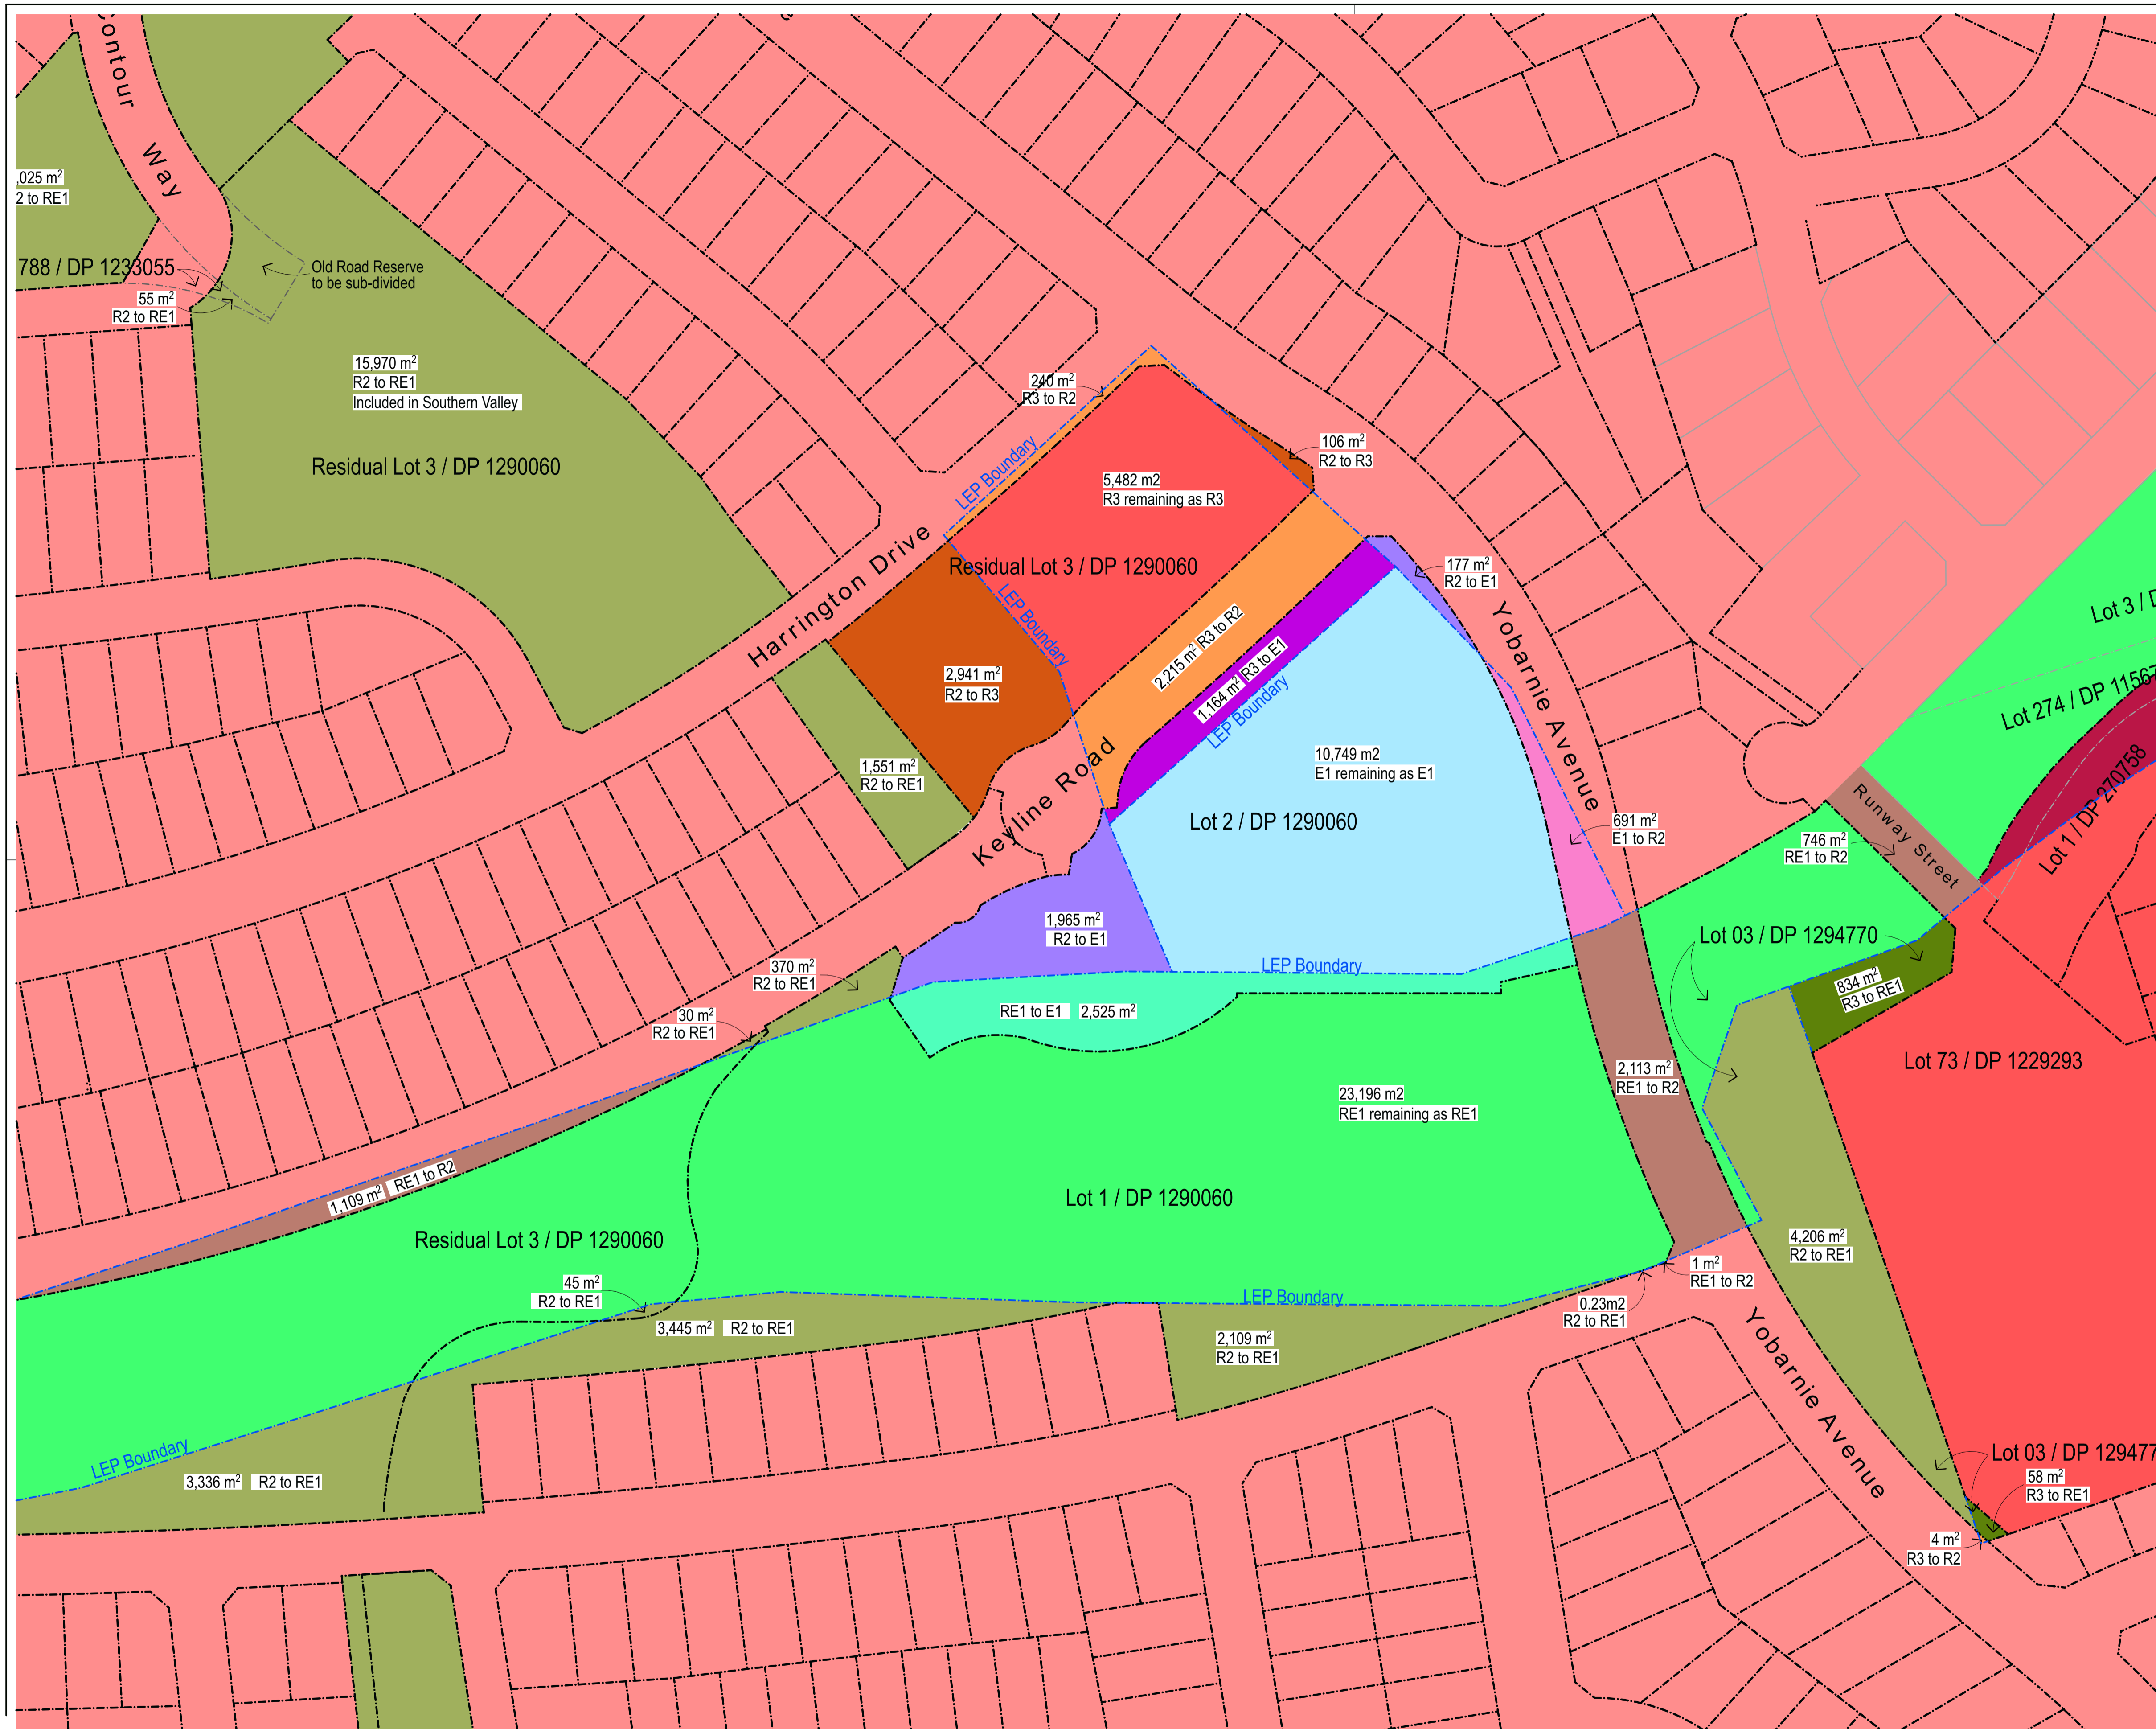 Contour
Way
,025 m²
2 to RE1
788 / DP 1233055
55 m²
R2 to RE1
Old Road Reserve
to be sub-divided
15,970 m²
R2 to RE1
Included in Southern Valley
Residual Lot 3 / DP 1290060
240 m²
R3 to R2
LEP Boundary
106 m²
R2 to R3
5,482 m2
R3 remaining as R3
Harrington Drive
Residual Lot 3 / DP 1290060
LEP Boundary
177 m²
R2 to E1
Yobarnie Avenue
2,941 m²
R2 to R3
2,215 m² R3 to R2
1,164 m² R3 to E1
LEP Boundary
1,551 m²
R2 to RE1
Keyline Road
10,749 m2
E1 remaining as E1
Lot 2 / DP 1290060
691 m²
E1 to R2
Lot 3 / D
Lot 274 / DP 11567
Lot 1 / DP 270758
Runway Street
746 m²
RE1 to R2
Lot 03 / DP 1294770
834 m²
R3 to RE1
1,965 m²
R2 to E1
LEP Boundary
370 m²
R2 to RE1
30 m²
R2 to RE1
RE1 to E1 2,525 m²
Lot 73 / DP 1229293
2,113 m²
RE1 to R2
23,196 m2
RE1 remaining as RE1
1,109 m² RE1 to R2
Lot 1 / DP 1290060
Residual Lot 3 / DP 1290060
4,206 m²
R2 to RE1
1 m²
RE1 to R2
45 m²
R2 to RE1
LEP Boundary
0.23m2
R2 to RE1
3,445 m² R2 to RE1
2,109 m²
R2 to RE1
Yobarnie Avenue
LEP Boundary
3,336 m² R2 to RE1
Lot 03 / DP 129477
58 m²
R3 to RE1
4 m²
R3 to R2